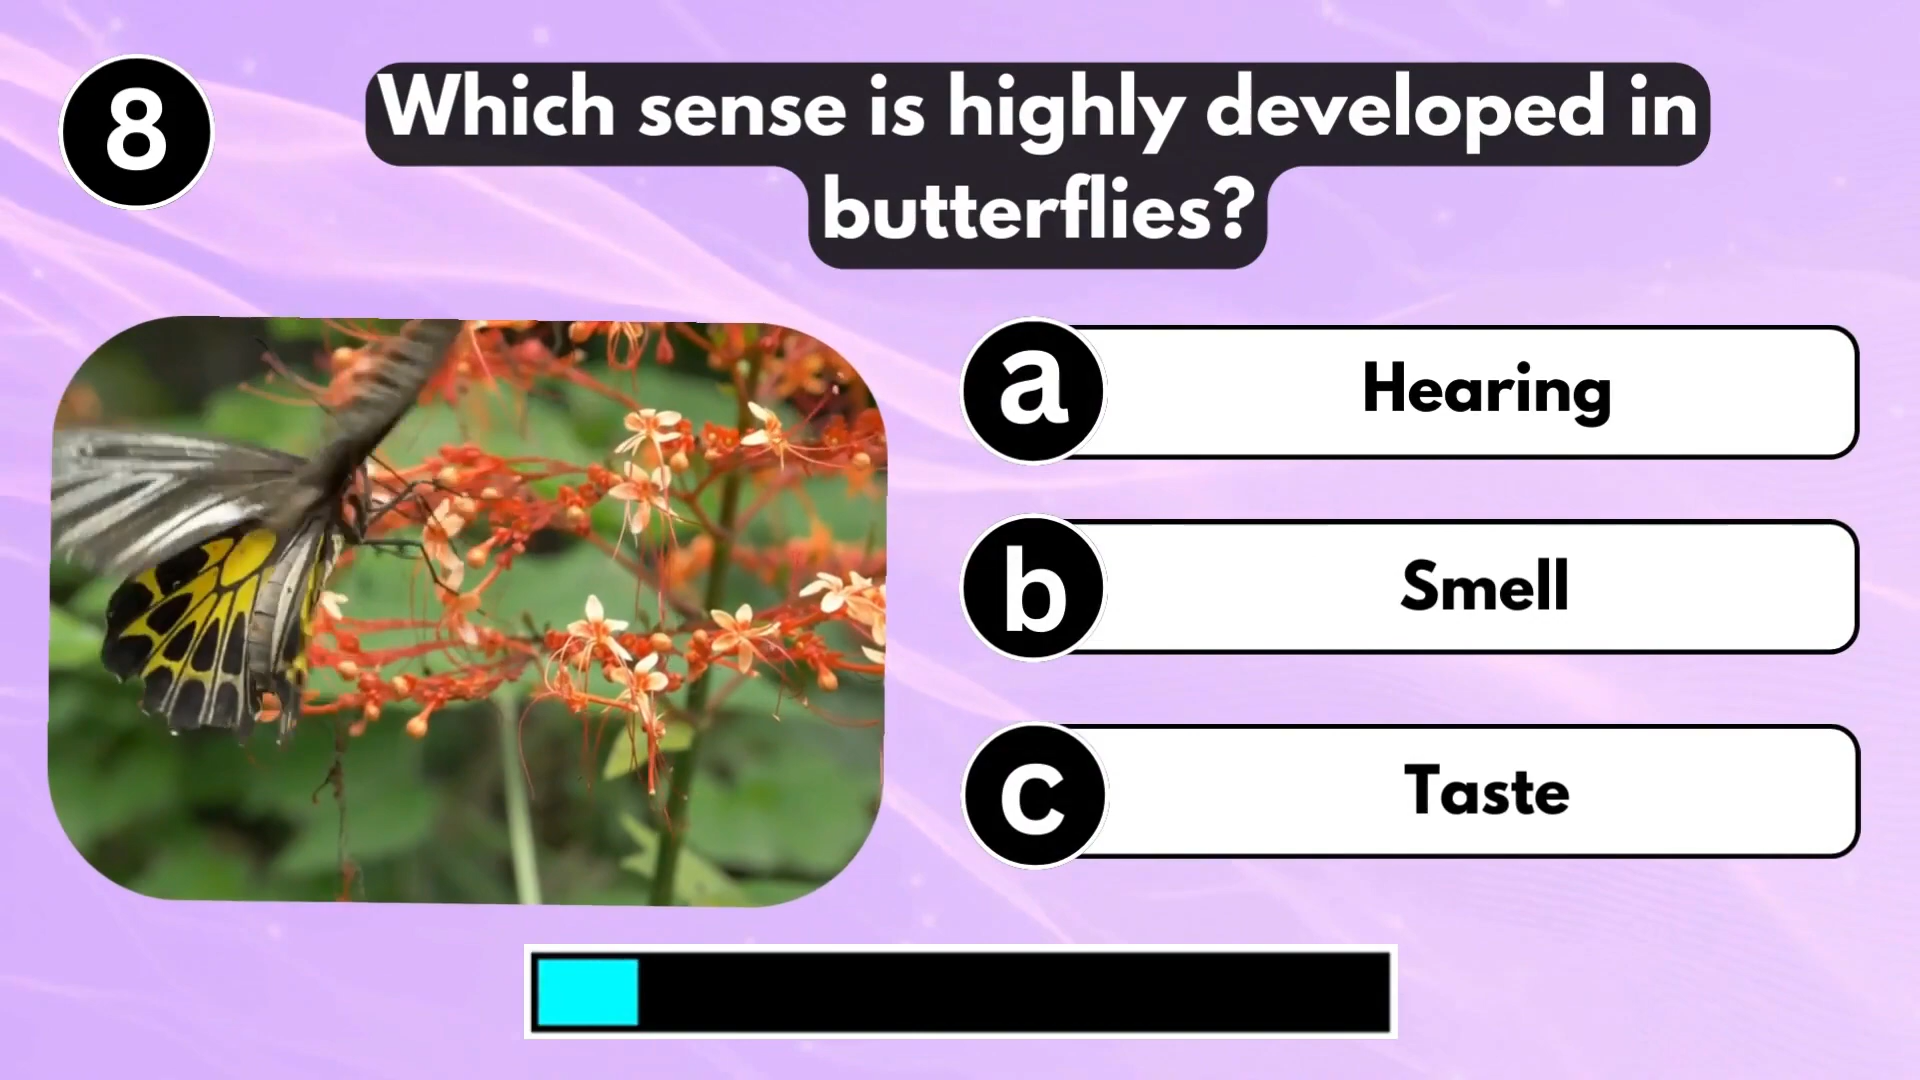 8
Which sense is highly developed in
butterflies?
a
Hearing
b
Smell
c
Taste